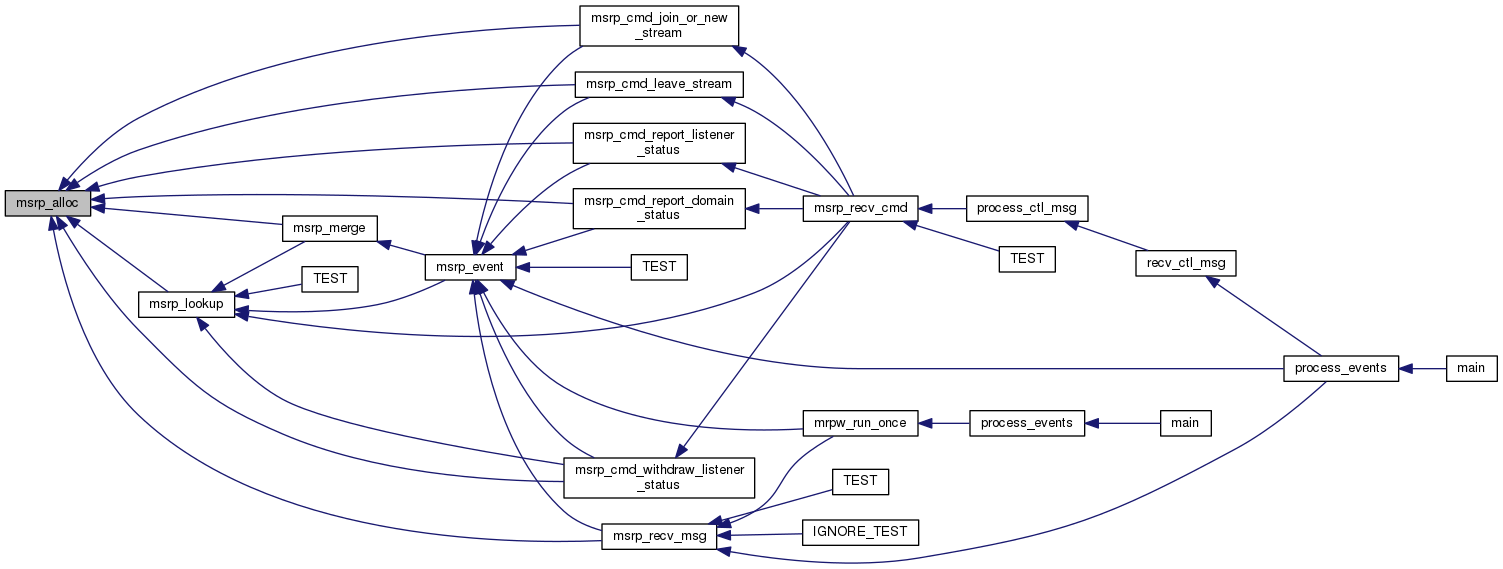 msrp_cmd_join_or_new
_stream
msrp_cmd_leave_stream
msrp_cmd_report_listener
_status
msrp_alloc
msrp_cmd_report_domain
_status
msrp_recv_cmd
process_ctl_msg
msrp_merge
TEST
recv_ctl_msg
msrp_event
TEST
TEST
msrp_lookup
process_events
main
mrpw_run_once
process_events
main
msrp_cmd_withdraw_listener
_status
TEST
msrp_recv_msg
IGNORE_TEST